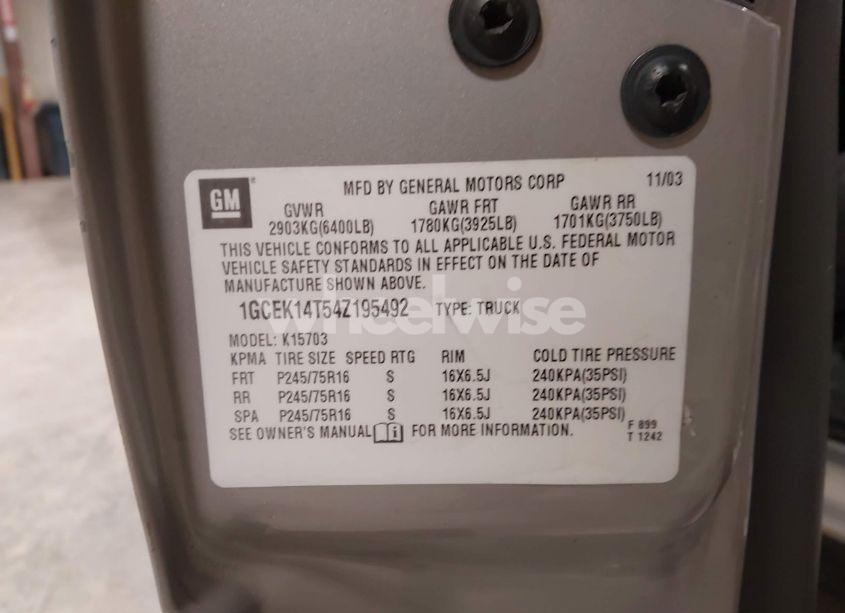 GM ®
MFD BY GENERAL MOTORS CORP 11/03
GVWR GAWR FRT GAWR RR
2903KG(6400LB) 1780KG(3925LB) 1701KG(3750LB)
THIS VEHICLE CONFORMS TO ALL APPLICABLE U.S. FEDERAL MOTOR
VEHICLE SAFETY STANDARDS IN EFFECT ON THE DATE OF
MANUFACTURE SHOWN ABOVE.
1GCEK14T54Z195492 TYPE: TRUCK
wheelwise
MODEL: K15703
KPMA TIRE SIZE SPEED RTG RIM COLD TIRE PRESSURE
FRT P245/75R16 S 16X6.5J 240KPA(35PSI)
RR P245/75R16 S 16X6.5J 240KPA(35PSI)
SPA P245/75R16 S 16X6.5J 240KPA(35PSI)
SEE OWNER'S MANUAL i FOR MORE INFORMATION.
F 899
T 1242